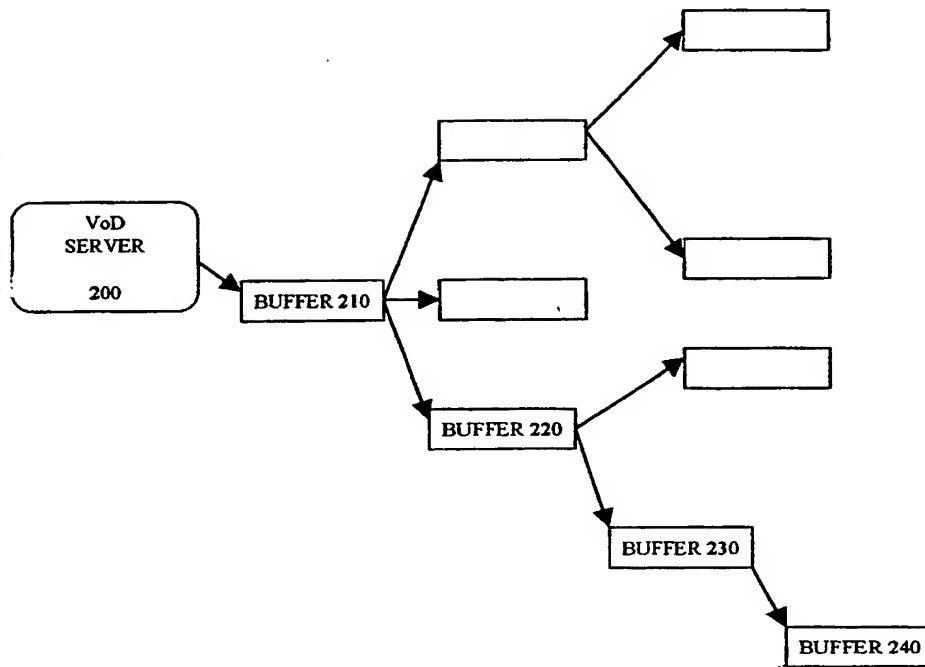 VoD
SERVER
200
BUFFER 210
BUFFER 220
BUFFER 230
BUFFER 240